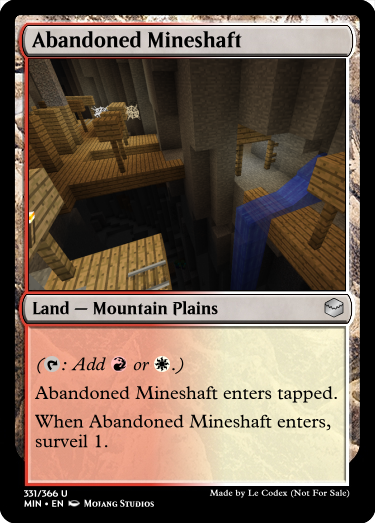 Abandoned Mineshaft
Land — Mountain Plains
(: Add or .)
Abandoned Mineshaft enters tapped.
When Abandoned Mineshaft enters,
surveil 1.
331/366 U
MIN • EN Mojang Studios
Made by Le Codex (Not For Sale)